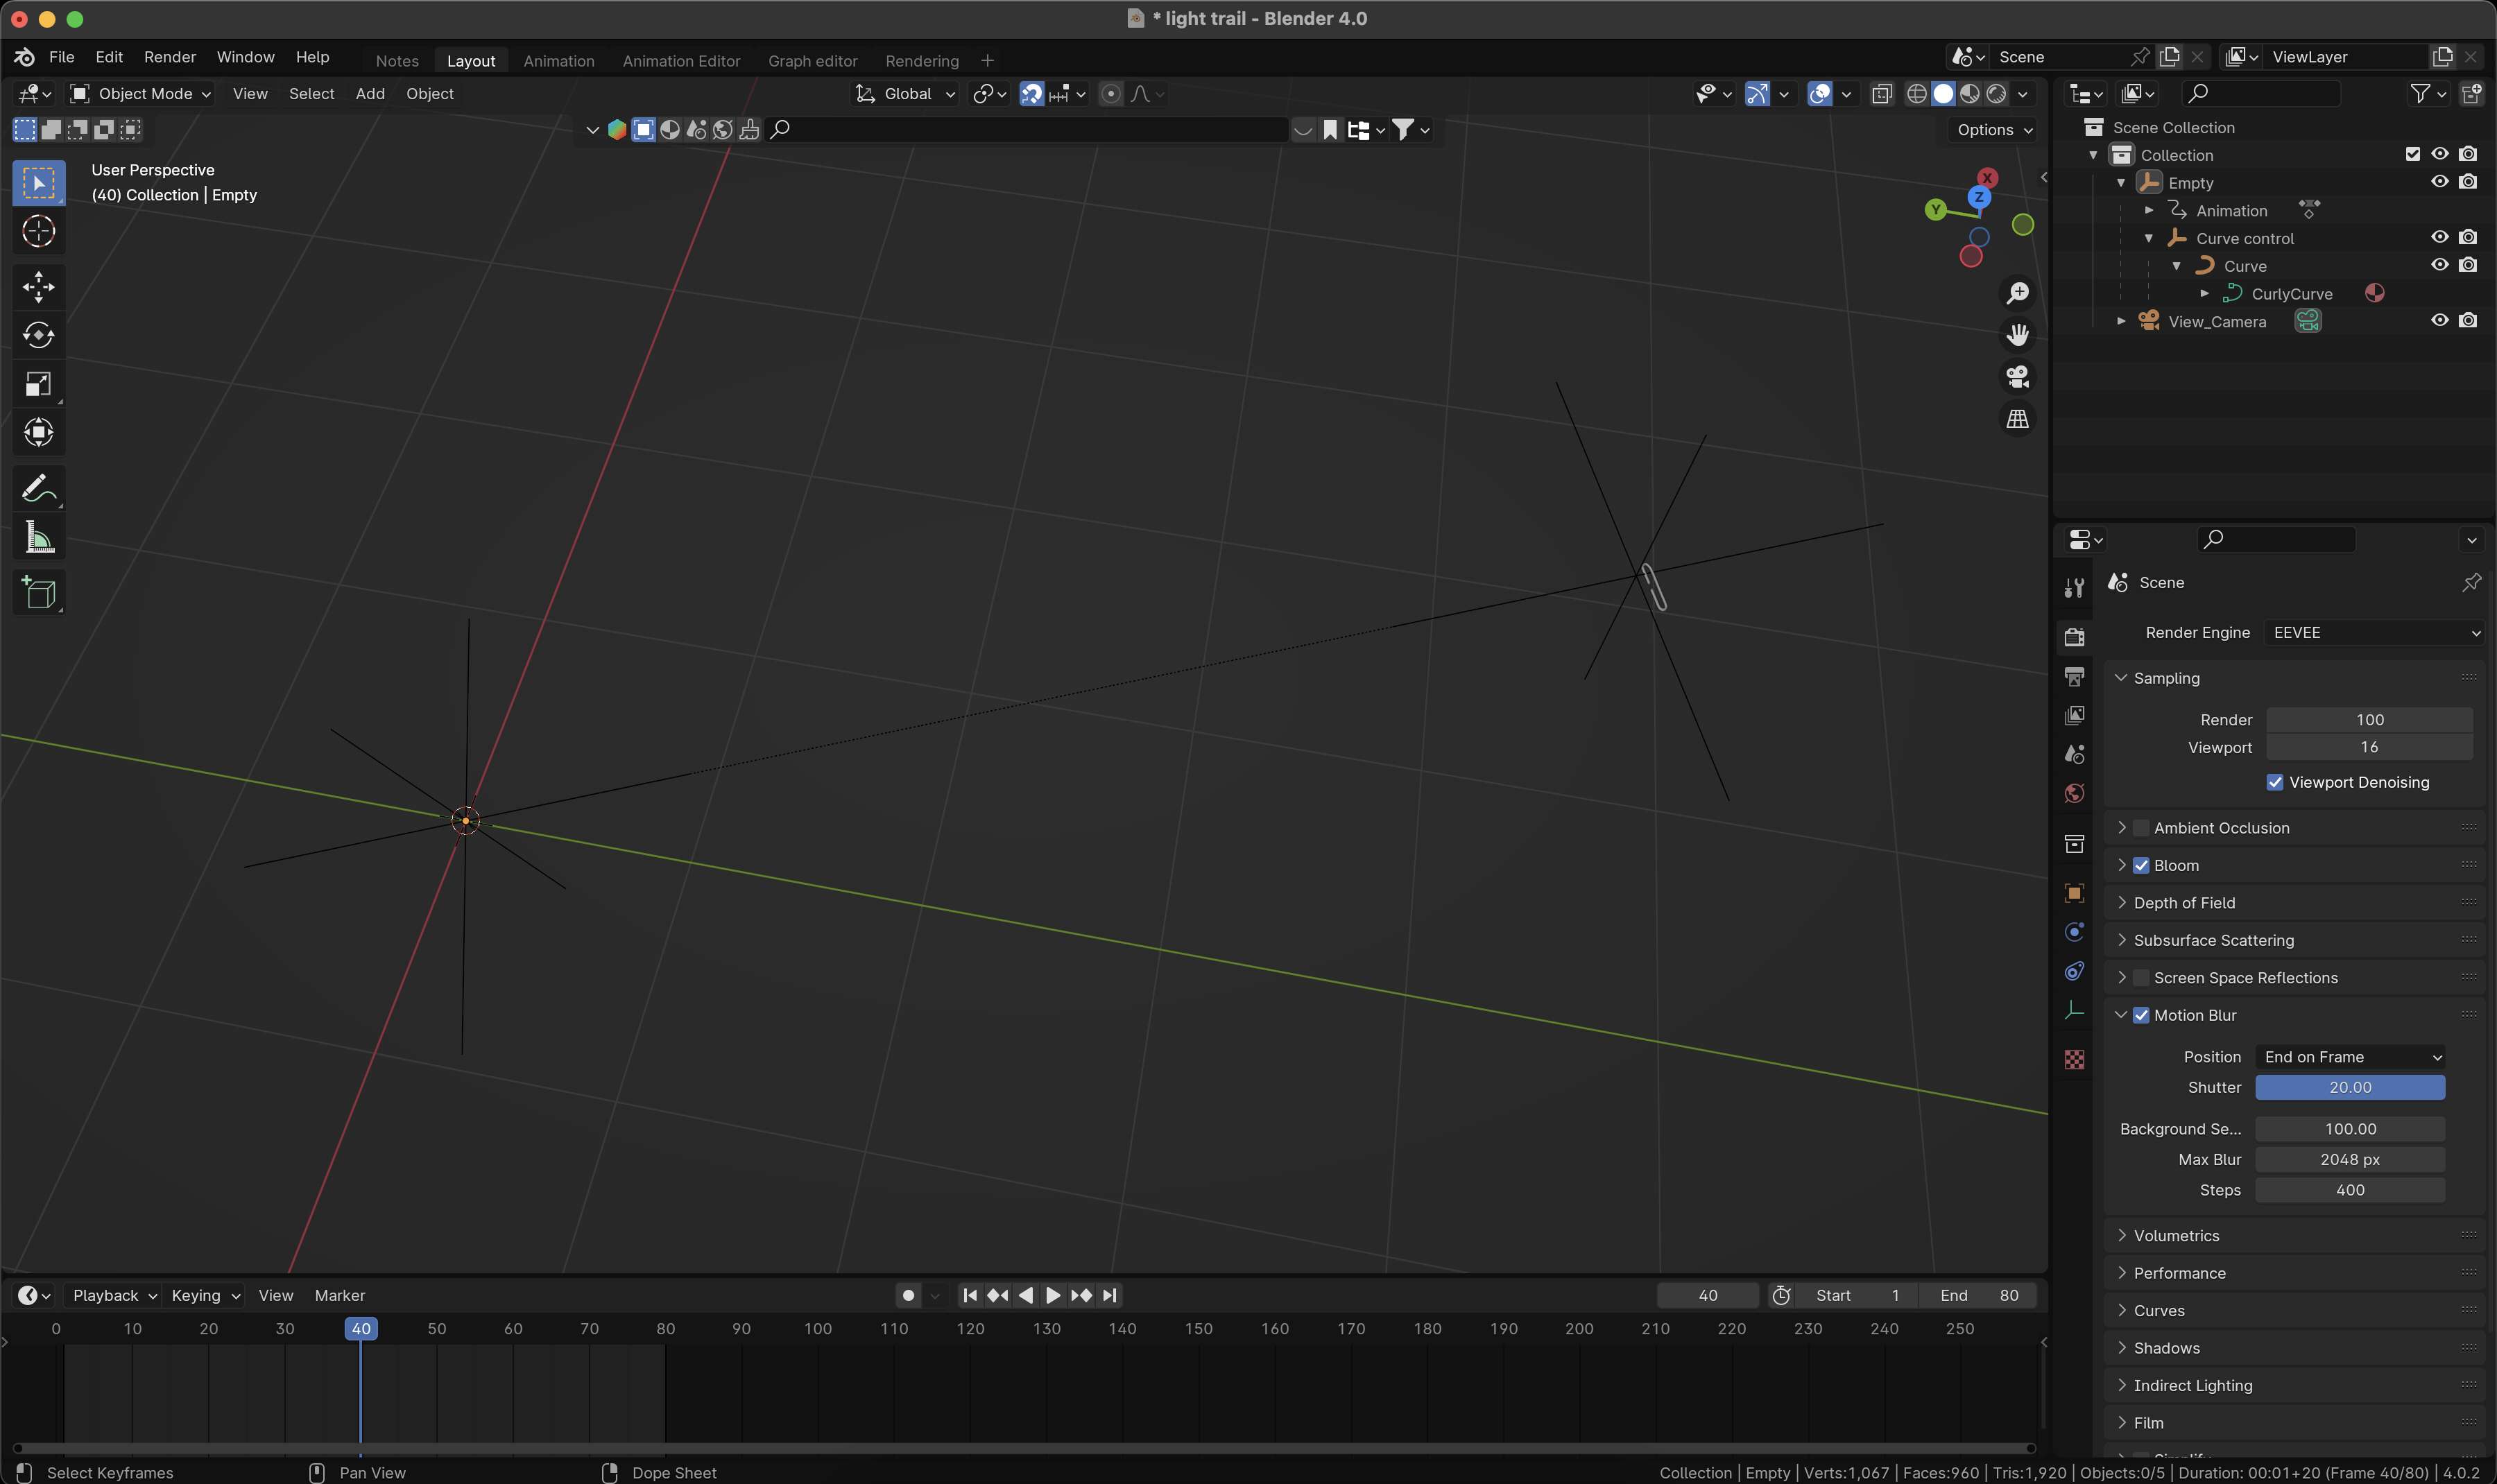 * light trail - Blender 4.0
File Edit Render Window Help Notes Layout Animation Animation Editor Graph editor Rendering + Scene ViewLayer
Object Mode View Select Add Object Global
Options
User Perspective
(40) Collection | Empty
X
Y
Z
Scene Collection
Collection
Empty
Animation
Curve control
Curve
CurlyCurve
View_Camera
Scene
Render Engine EEVEE
Sampling
Render 100
Viewport 16
Viewport Denoising
Ambient Occlusion
Bloom
Depth of Field
Subsurface Scattering
Screen Space Reflections
Motion Blur
Position End on Frame
Shutter 20.00
Background Se... 100.00
Max Blur 2048 px
Steps 400
Volumetrics
Performance
Curves
Shadows
Indirect Lighting
Film
Playback Keying View Marker 40 Start 1 End 80
0 10 20 30 40 50 60 70 80 90 100 110 120 130 140 150 160 170 180 190 200 210 220 230 240 250
Select Keyframes Pan View Dope Sheet Collection | Empty | Verts:1,067 | Faces:960 | Tris:1,920 | Objects:0/5 | Duration: 00:01+20 (Frame 40/80) | 4.0.2